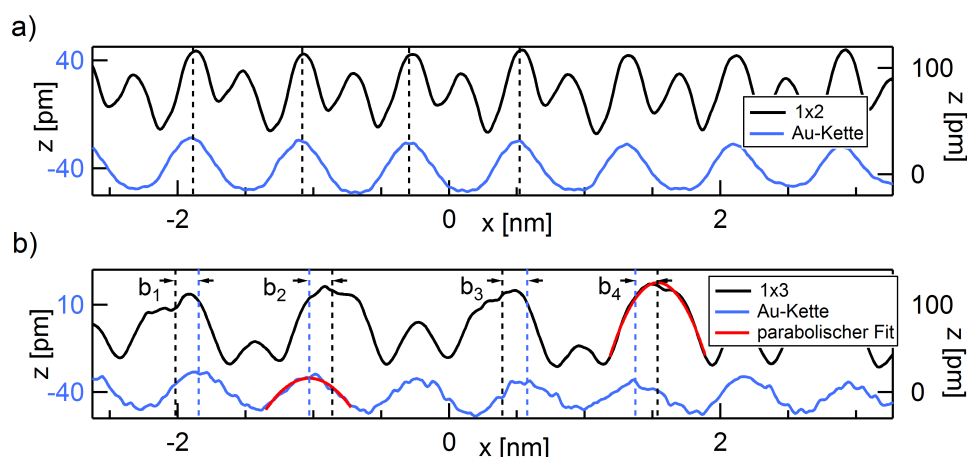 a)
z [pm]
40
-40
1x2
Au-Kette
100
0
z [pm]
-2
0
2
x [nm]
b)
z [pm]
10
-40
b1
b2
b3
b4
1x3
Au-Kette
parabolischer Fit
100
0
z [pm]
-2
0
2
x [nm]